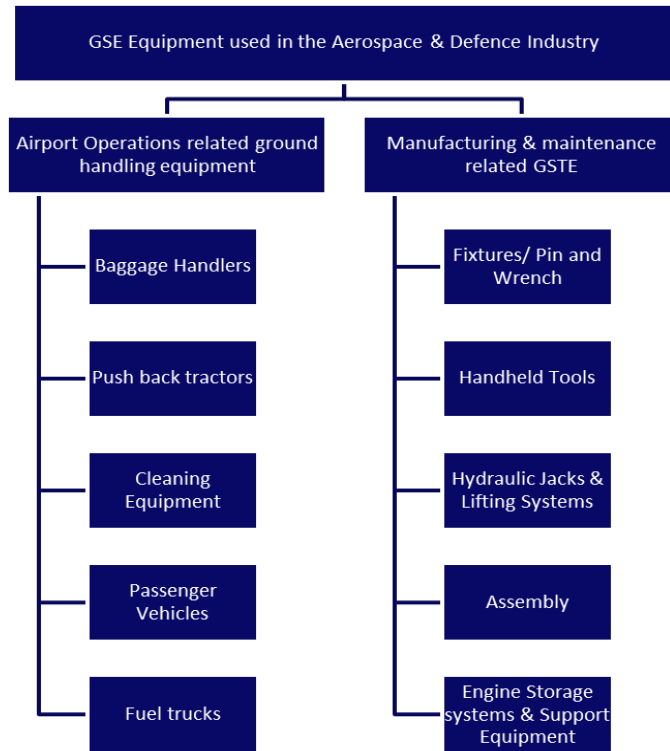 GSE Equipment used in the Aerospace & Defence Industry
Airport Operations related ground
handling equipment
Baggage Handlers
Push back tractors
Cleaning
Equipment
Passenger
Vehicles
Fuel trucks
Manufacturing & maintenance
related GSTE
Fixtures/ Pin and
Wrench
Handheld Tools
Hydraulic Jacks &
Lifting Systems
Assembly
Engine Storage
systems & Support
Equipment